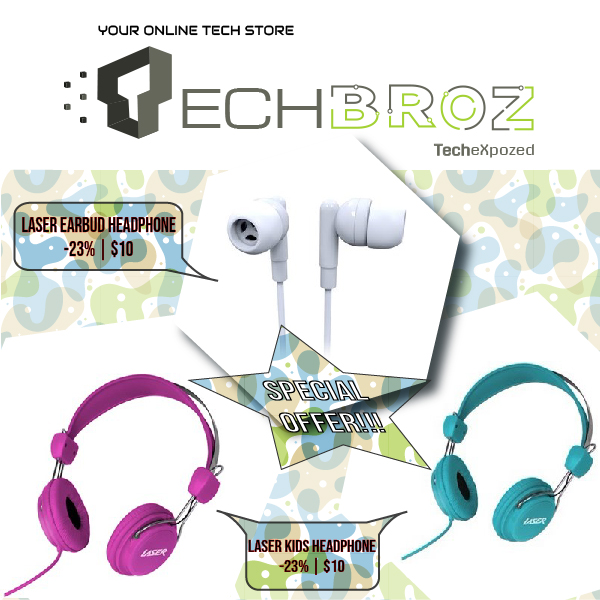 YOUR ONLINE TECH STORE
TECHBROZ
TecheXpozed
LASER EARBUD HEADPHONE
-23% | $10
SPECIAL
OFFER!!!
LASER
LASER
LASER KIDS HEADPHONE
-23% | $10